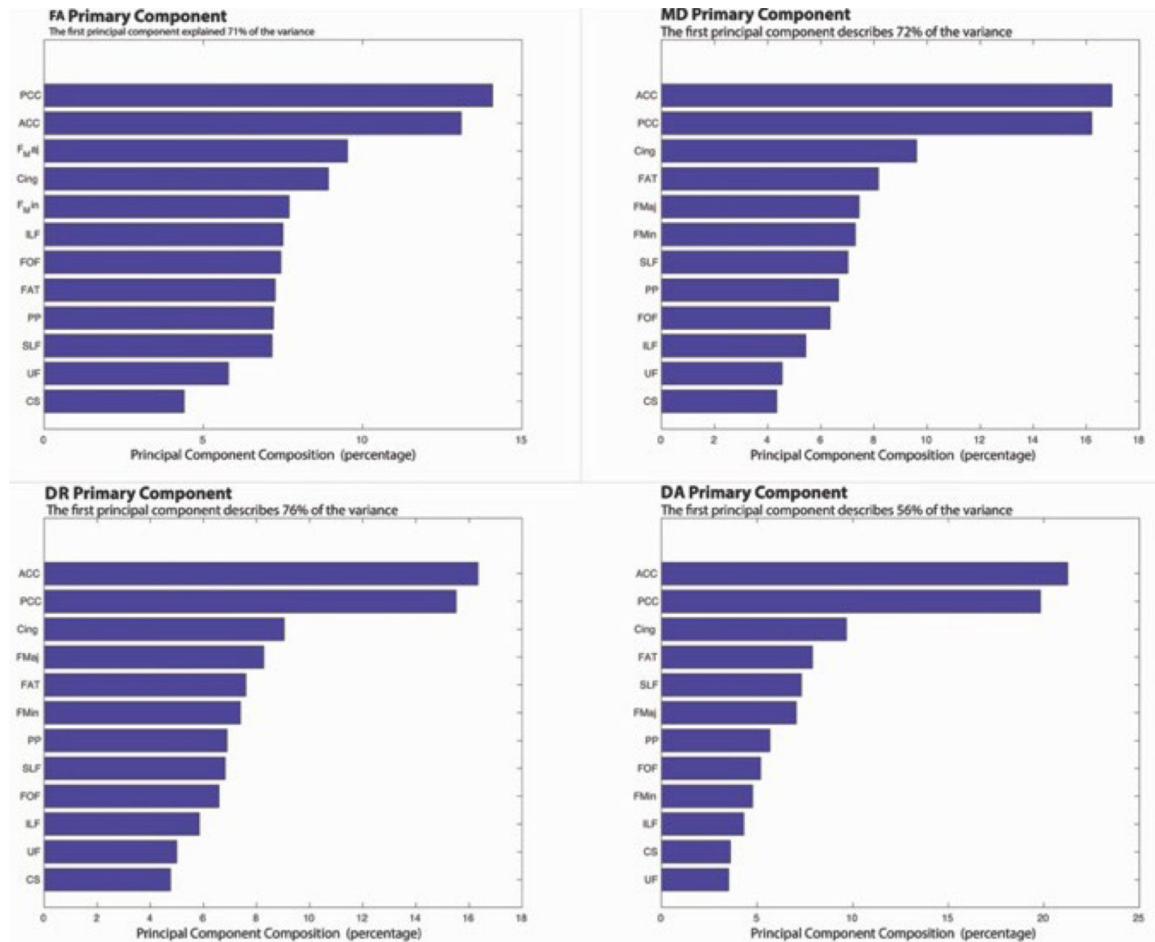 FA Primary Component
The first principal component explained 71% of the variance
PCC
ACC
FMaj
Cing
FMin
ILF
FOF
FAT
PP
SLF
UF
CS
0 5 10 15
Principal Component Composition (percentage)
MD Primary Component
The first principal component describes 72% of the variance
ACC
PCC
Cing
FAT
FMaj
FMin
SLF
PP
FOF
ILF
UF
CS
0 2 4 6 8 10 12 14 16 18
Principal Component Composition (percentage)
DR Primary Component
The first principal component describes 76% of the variance
ACC
PCC
Cing
FMaj
FAT
FMin
PP
SLF
FOF
ILF
UF
CS
0 2 4 6 8 10 12 14 16 18
Principal Component Composition (percentage)
DA Primary Component
The first principal component describes 56% of the variance
ACC
PCC
Cing
FAT
SLF
FMaj
PP
FOF
FMin
ILF
CS
UF
0 5 10 15 20 25
Principal Component Composition (percentage)